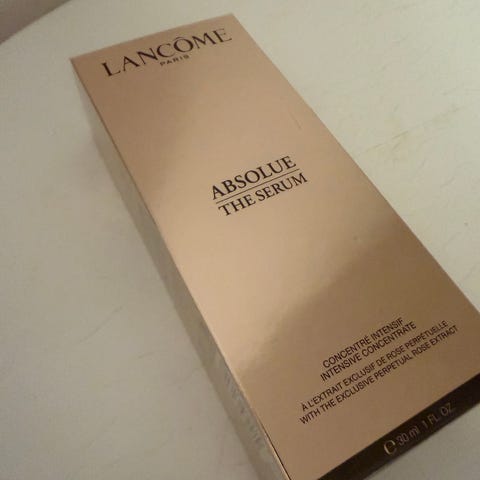 LANCÔME
PARIS
ABSOLUE
THE SERUM
CONCENTRÉ INTENSIF
INTENSIVE CONCENTRATE
À L'EXTRAIT EXCLUSIF DE ROSE PERPÉTUELLE
WITH THE EXCLUSIVE PERPETUAL ROSE EXTRACT
℮ 30 ml 1 FL. OZ.